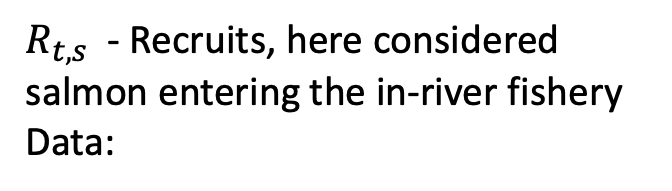 R_{t,s} - Recruits, here considered
salmon entering the in-river fishery
Data: